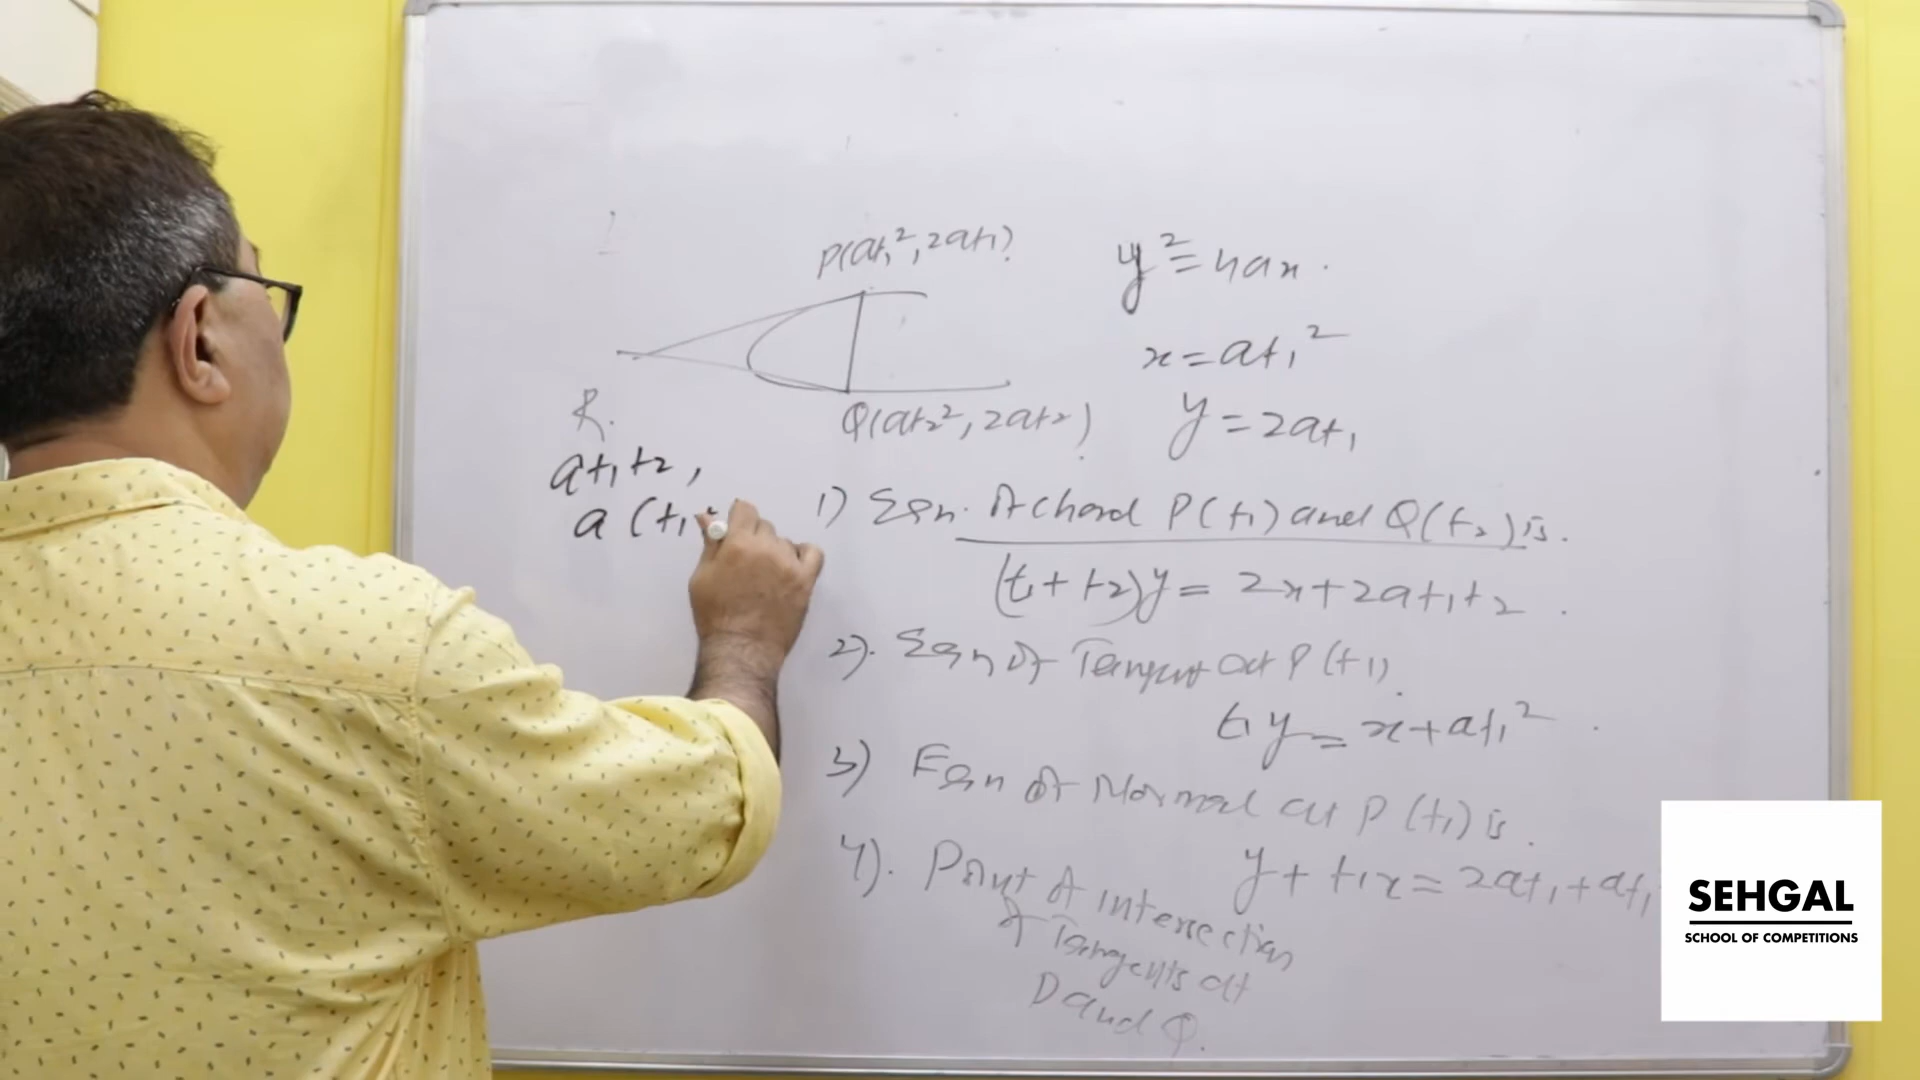 P(at₁², 2at₁)
y² = 4ax.
x = at₁²
y = 2at₁
Q(at₂², 2at₂)
R.
at₁t₂,
a(t₁
1) Eqn. of chord P(t₁) and Q(t₂) is.
(t₁ + t₂)y = 2x + 2at₁t₂.
2). Eqn of Tangent at P(t₁).
t₁y = x + at₁².
3) Eqn of Normal at P(t₁) is.
y + t₁x = 2at₁ + at₁
4). Point of intersection
of Tangents at
P and Q.
SEHGAL
SCHOOL OF COMPETITIONS